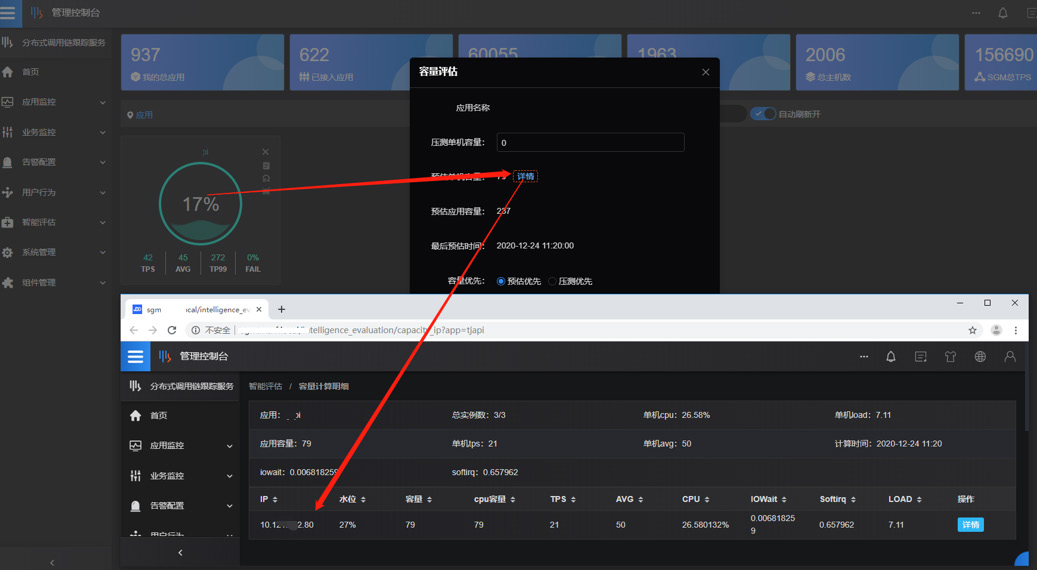 管理控制台
分布式调用链跟踪服务
首页
应用监控
业务监控
告警配置
用户行为
智能评估
系统管理
组件管理
937
我的总应用
622
已接入应用
60055
1963
2006
总主机数
156690
SGM总TPS
应用
自动刷新开
17%
42 45 272 0%
TPS AVG TP99 FAIL
容量评估
应用名称
压测单机容量: 0
预估单机容量: 详情
预估应用容量: 237
最后预估时间: 2020-12-24 11:20:00
容量优先: 预估优先 压测优先
sgm
ical/intelligence_ev
不安全
telligence_evaluation/capacity_ip?app=tjapi
管理控制台
分布式调用链跟踪服务
首页
应用监控
业务监控
告警配置
用户行为
智能评估 / 容量计算明细
应用: 总实例数: 3/3 单机cpu: 26.58% 单机load: 7.11
应用容量: 79 单机tps: 21 单机avg: 50 计算时间: 2020-12-24 11:20
iowait: 0.006818259 softirq: 0.657962
IP 水位 容量 cpu容量 TPS AVG CPU IOWait Softirq LOAD 操作
27% 79 79 21 50 26.580132% 0.006818259 0.657962 7.11 详情